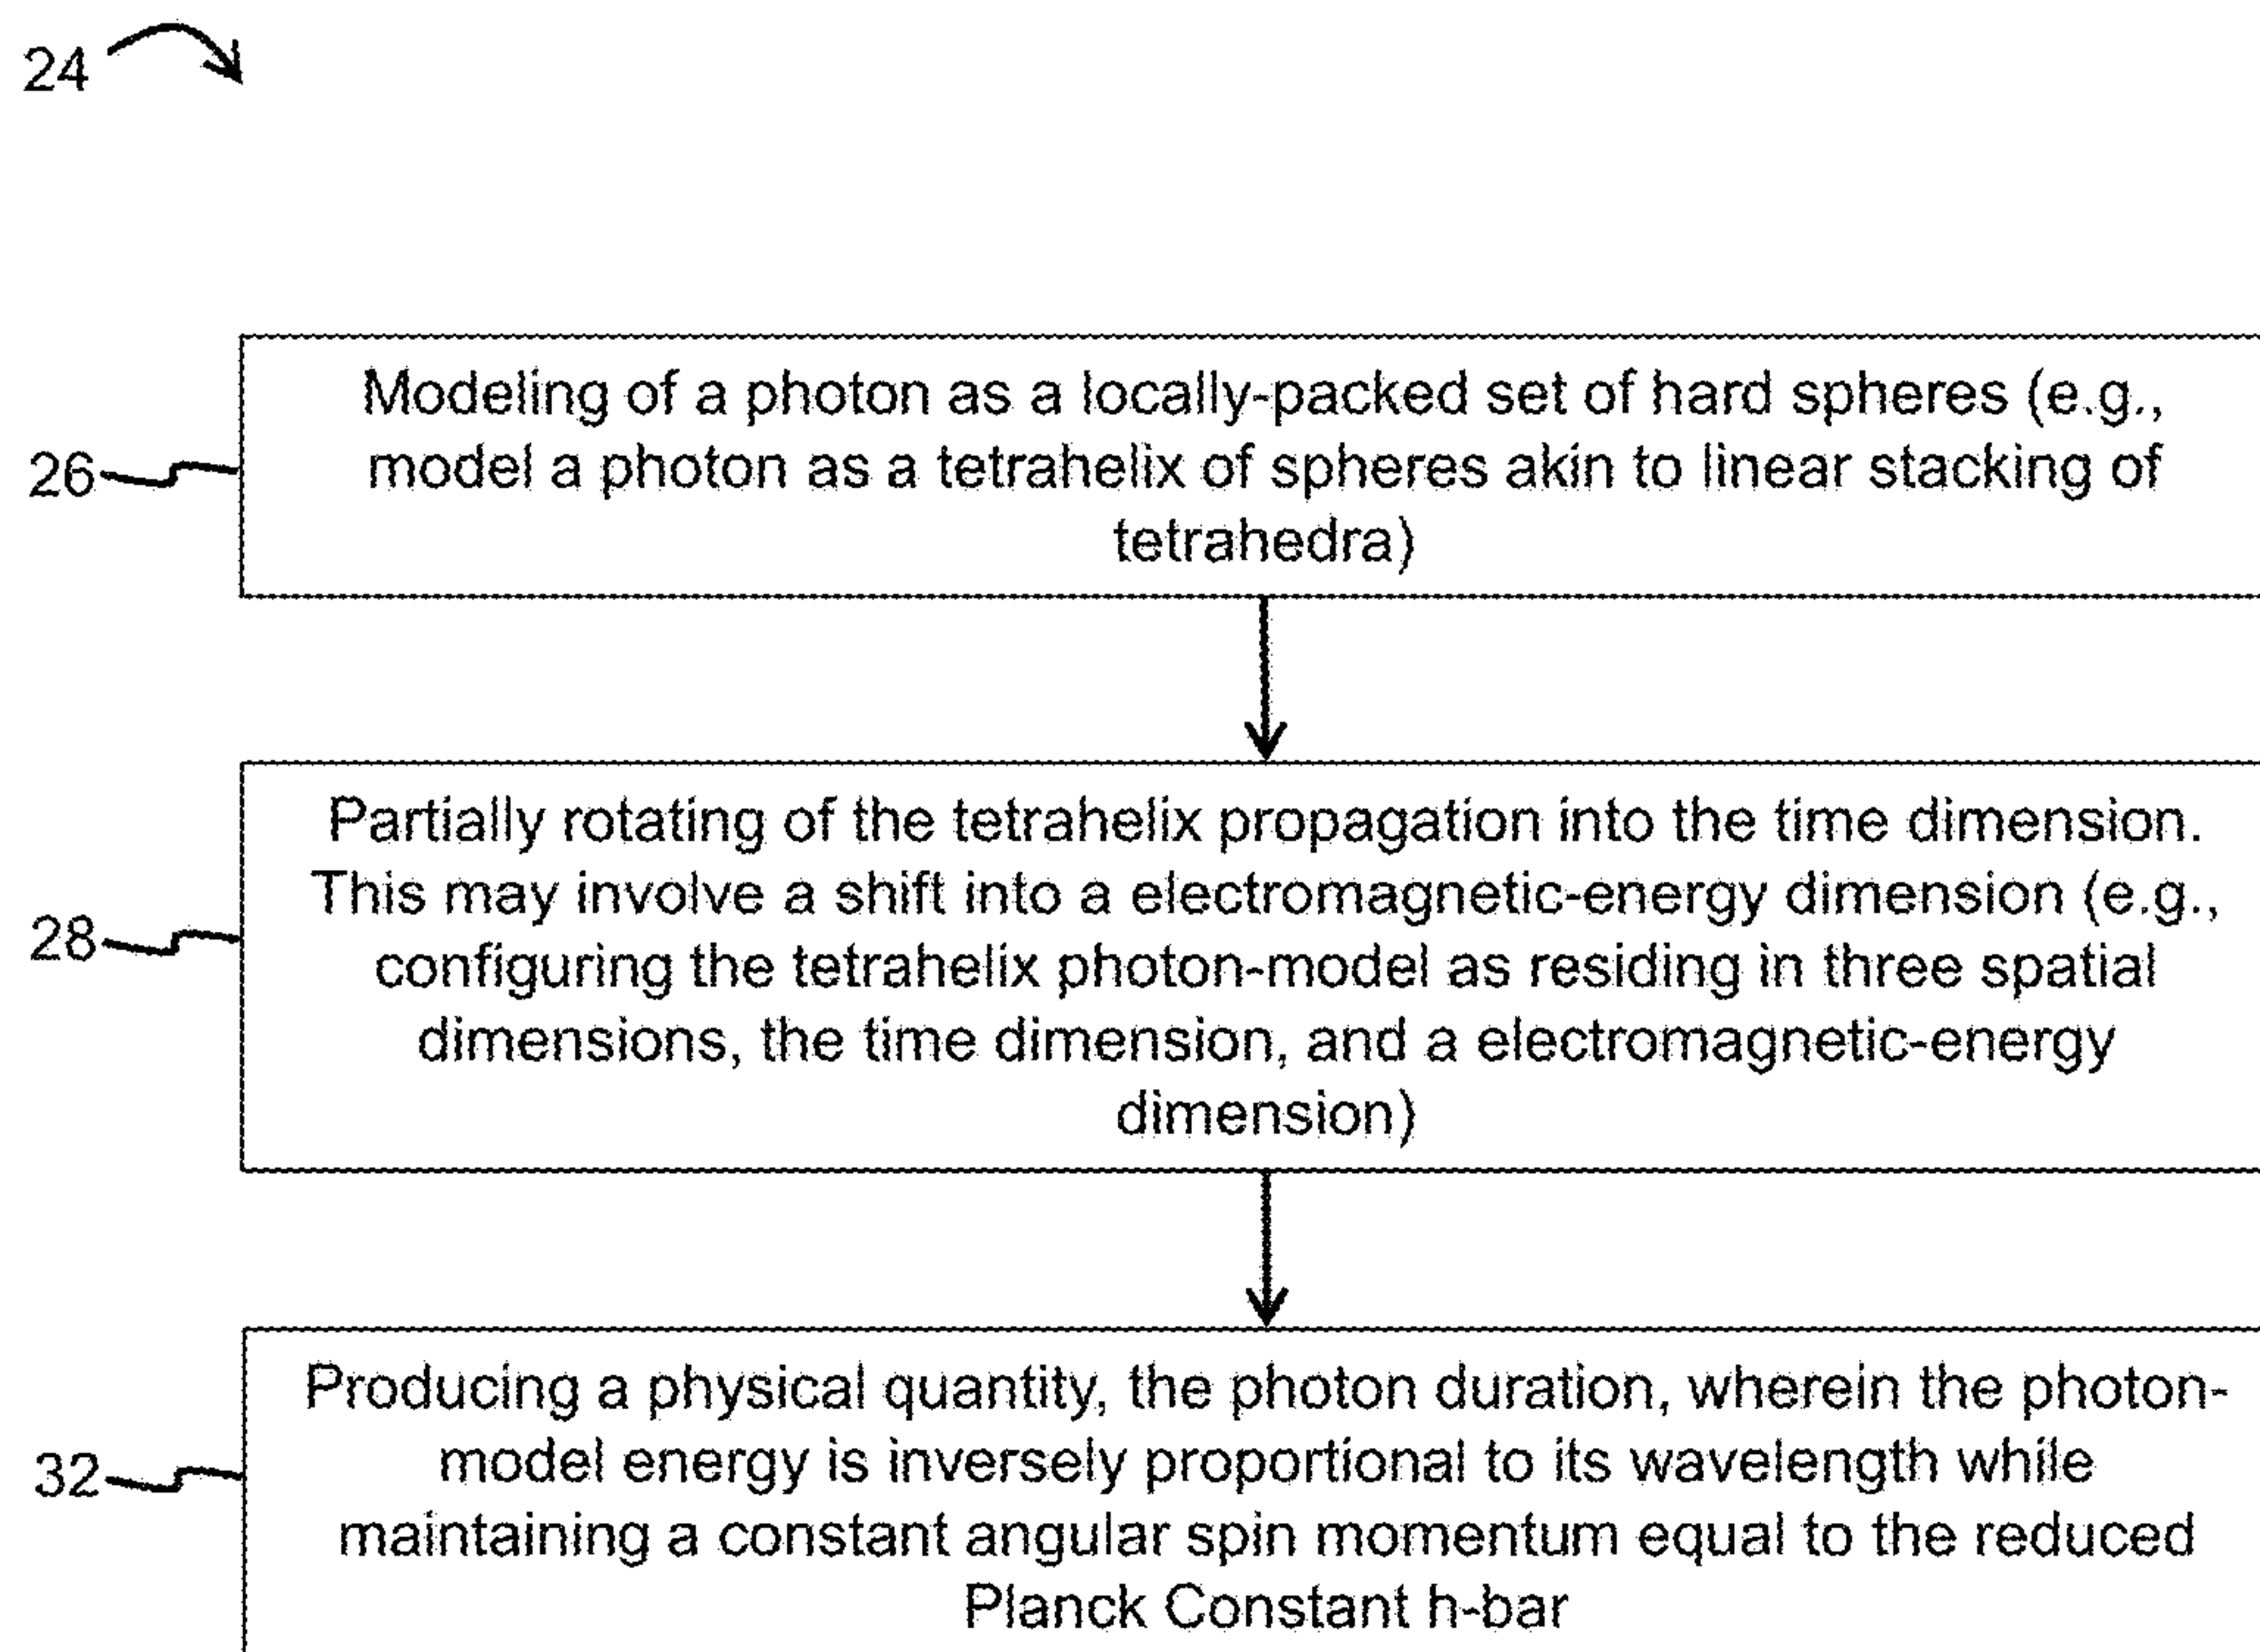 24
Modeling of a photon as a locally-packed set of hard spheres (e.g.,
model a photon as a tetrahelix of spheres akin to linear stacking of
tetrahedra)
26
Partially rotating of the tetrahelix propagation into the time dimension.
This may involve a shift into a electromagnetic-energy dimension (e.g.,
configuring the tetrahelix photon-model as residing in three spatial
dimensions, the time dimension, and a electromagnetic-energy
dimension)
28
Producing a physical quantity, the photon duration, wherein the photon-
model energy is inversely proportional to its wavelength while
maintaining a constant angular spin momentum equal to the reduced
Planck Constant h-bar
32